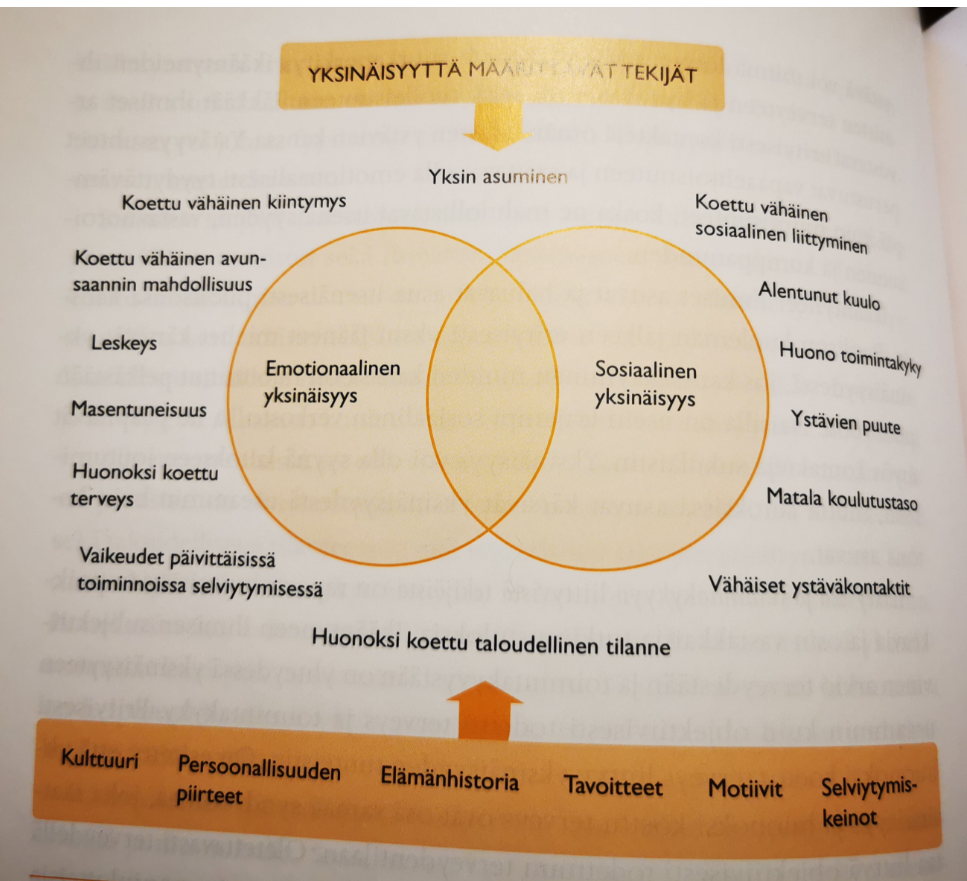 YKSINÄISYYTTÄ MÄÄRITTÄVÄT TEKIJÄT
Yksin asuminen
Koettu vähäinen kiintymys
Koettu vähäinen avun-
saannin mahdollisuus
Leskeys
Masentuneisuus
Huonoksi koettu
terveys
Vaikeudet päivittäisissä
toiminnoissa selviytymisessä
Emotionaalinen
yksinäisyys
Sosiaalinen
yksinäisyys
Koettu vähäinen
sosiaalinen liittyminen
Alentunut kuulo
Huono toimintakyky
Ystävien puute
Matala koulutustaso
Vähäiset ystäväkontaktit
Huonoksi koettu taloudellinen tilanne
Kulttuuri
Persoonallisuuden
piirteet
Elämänhistoria
Tavoitteet
Motiivit
Selviytymis-
keinot